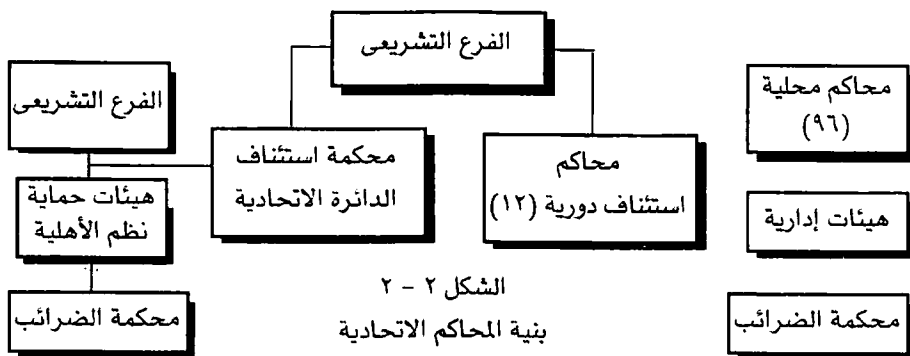 الفرع التشريعى
محاكم محلية
(٩٦)
الفرع التشريعى
محاكم
استئناف دورية (١٢)
محكمة استئناف
الدائرة الاتحادية
هيئات إدارية
هيئات حماية
نظم الأهلية
محكمة الضرائب
الشكل ٢ - ٢
بنية المحاكم الاتحادية
محكمة الضرائب